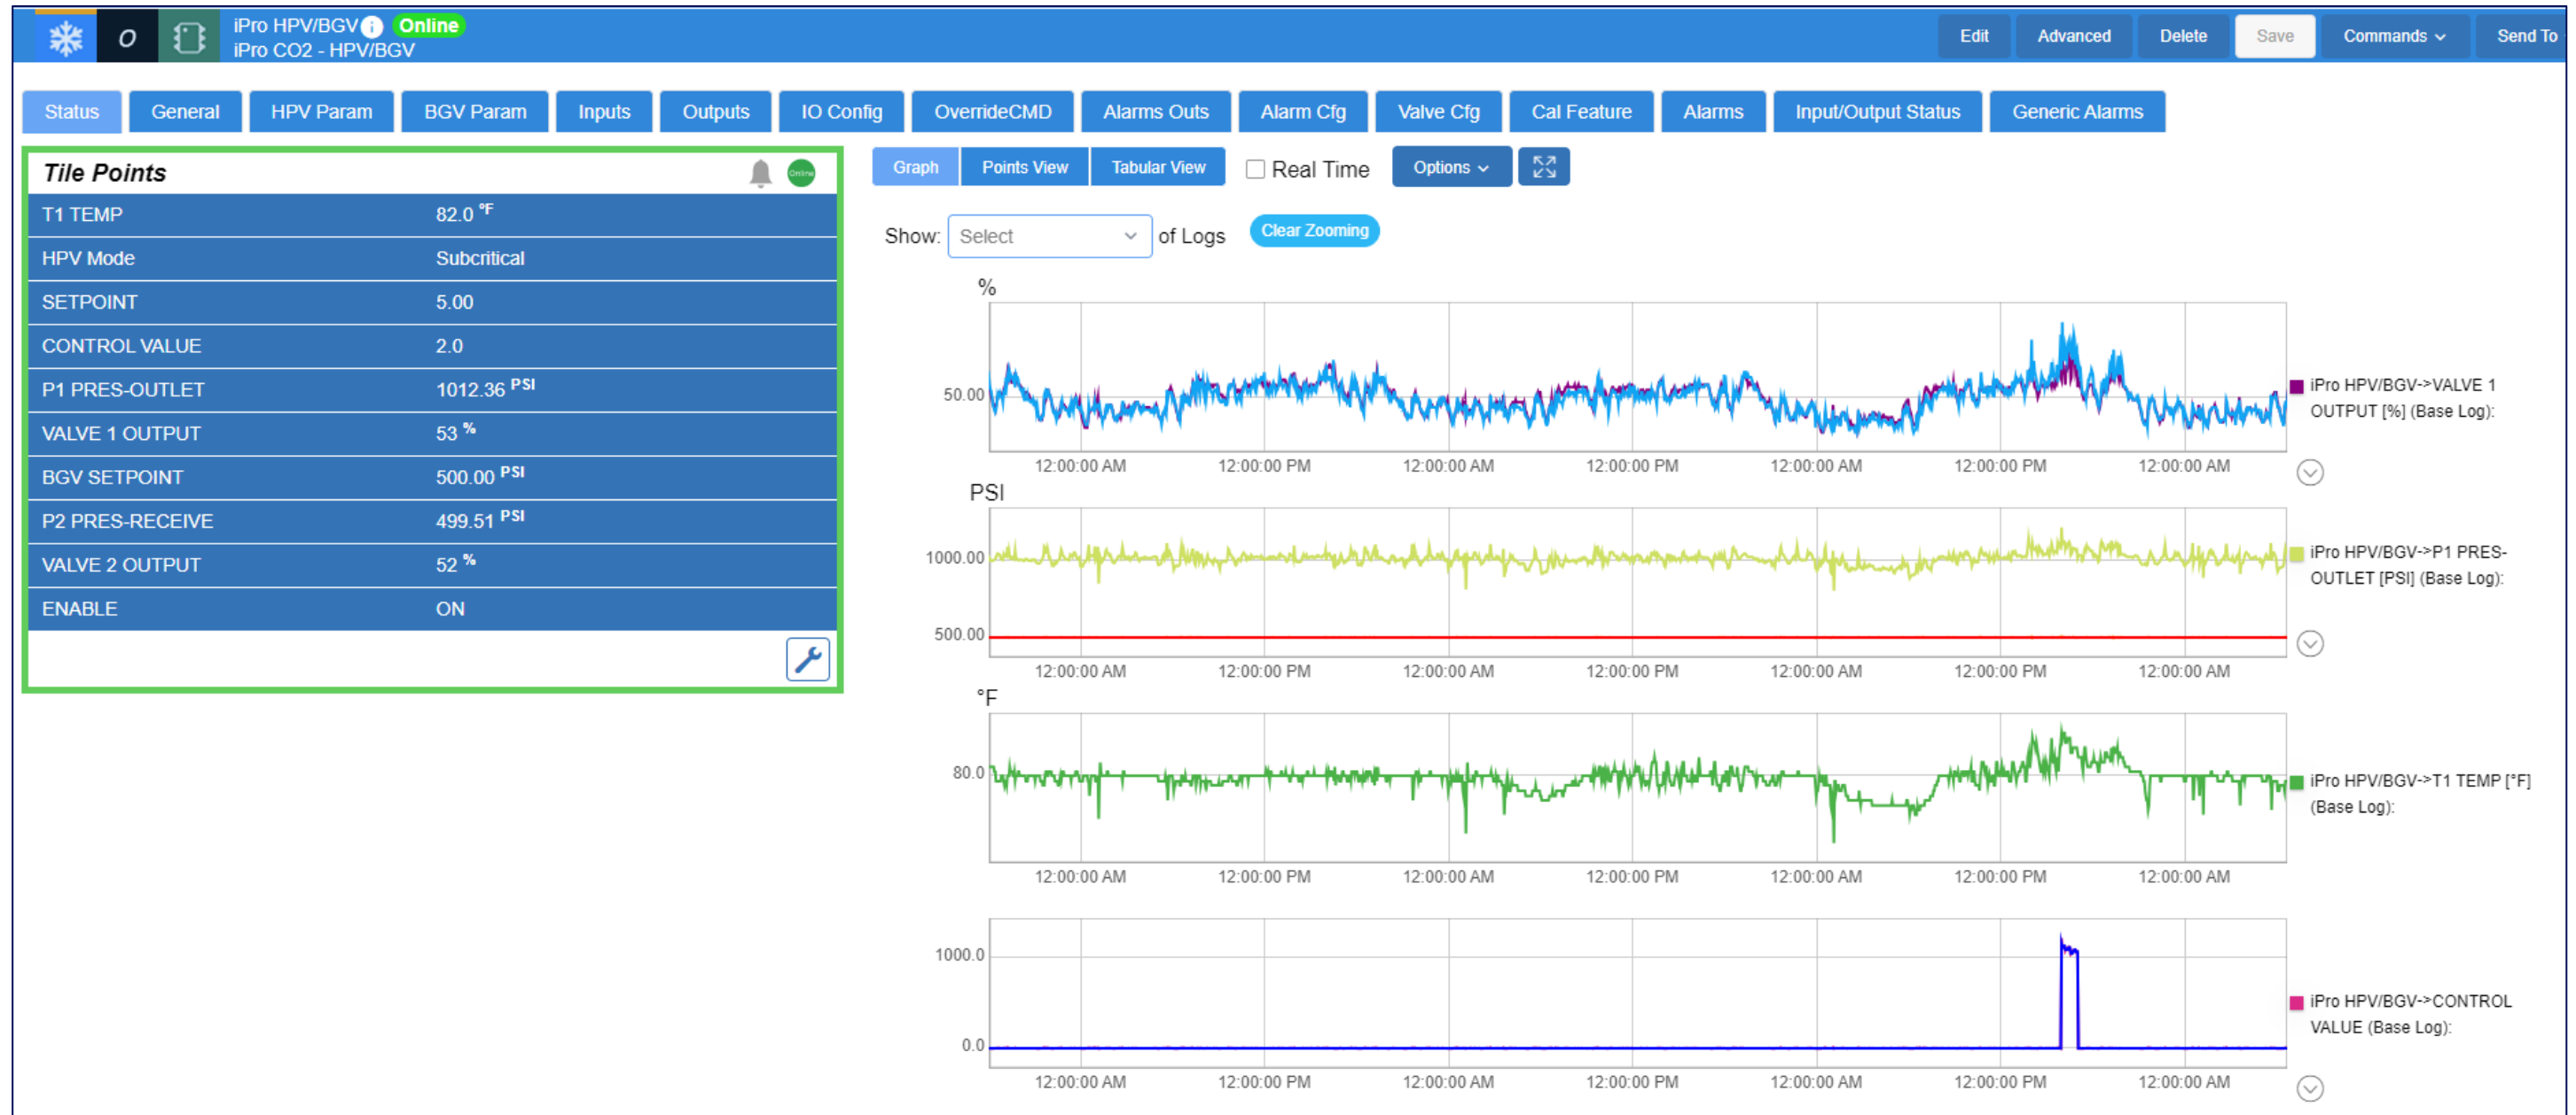 iPro HPV/BGV i Online
iPro CO2 - HPV/BGV
o
Edit Advanced Delete Save Commands Send To
Status General HPV Param BGV Param Inputs Outputs IO Config OverrideCMD Alarms Outs Alarm Cfg Valve Cfg Cal Feature Alarms Input/Output Status Generic Alarms
Tile Points Online
T1 TEMP 82.0 °F
HPV Mode Subcritical
SETPOINT 5.00
CONTROL VALUE 2.0
P1 PRES-OUTLET 1012.36 PSI
VALVE 1 OUTPUT 53 %
BGV SETPOINT 500.00 PSI
P2 PRES-RECEIVE 499.51 PSI
VALVE 2 OUTPUT 52 %
ENABLE ON
Graph Points View Tabular View Real Time Options
Show: Select of Logs Clear Zooming
%
50.00
12:00:00 AM 12:00:00 PM 12:00:00 AM 12:00:00 PM 12:00:00 AM 12:00:00 PM 12:00:00 AM
iPro HPV/BGV->VALVE 1
OUTPUT [%] (Base Log):
PSI
1000.00
500.00
12:00:00 AM 12:00:00 PM 12:00:00 AM 12:00:00 PM 12:00:00 AM 12:00:00 PM 12:00:00 AM
iPro HPV/BGV->P1 PRES-
OUTLET [PSI] (Base Log):
°F
80.0
12:00:00 AM 12:00:00 PM 12:00:00 AM 12:00:00 PM 12:00:00 AM 12:00:00 PM 12:00:00 AM
iPro HPV/BGV->T1 TEMP [°F]
(Base Log):
1000.0
0.0
12:00:00 AM 12:00:00 PM 12:00:00 AM 12:00:00 PM 12:00:00 AM 12:00:00 PM 12:00:00 AM
iPro HPV/BGV->CONTROL
VALUE (Base Log):